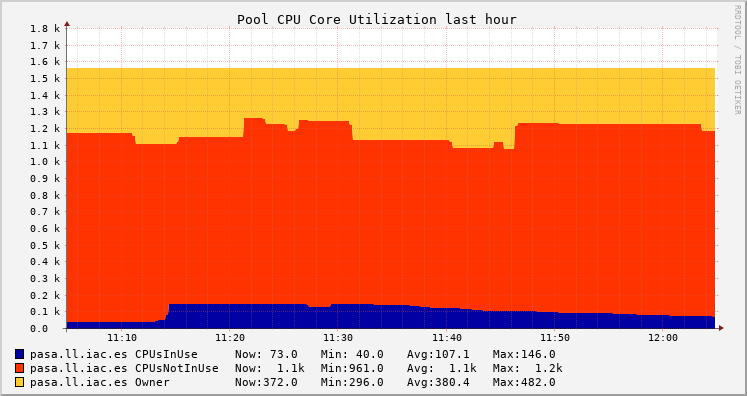 Pool CPU Core Utilization last hour
RRDTOOL / TOBI OETIKER
1.8 k
1.7 k
1.6 k
1.5 k
1.4 k
1.3 k
1.2 k
1.1 k
1.0 k
0.9 k
0.8 k
0.7 k
0.6 k
0.5 k
0.4 k
0.3 k
0.2 k
0.1 k
0.0
11:10 11:20 11:30 11:40 11:50 12:00
pasa.ll.iac.es CPUsInUse Now: 73.0 Min: 40.0 Avg:107.1 Max:146.0
pasa.ll.iac.es CPUsNotInUse Now: 1.1k Min:961.0 Avg: 1.1k Max: 1.2k
pasa.ll.iac.es Owner Now:372.0 Min:296.0 Avg:380.4 Max:482.0